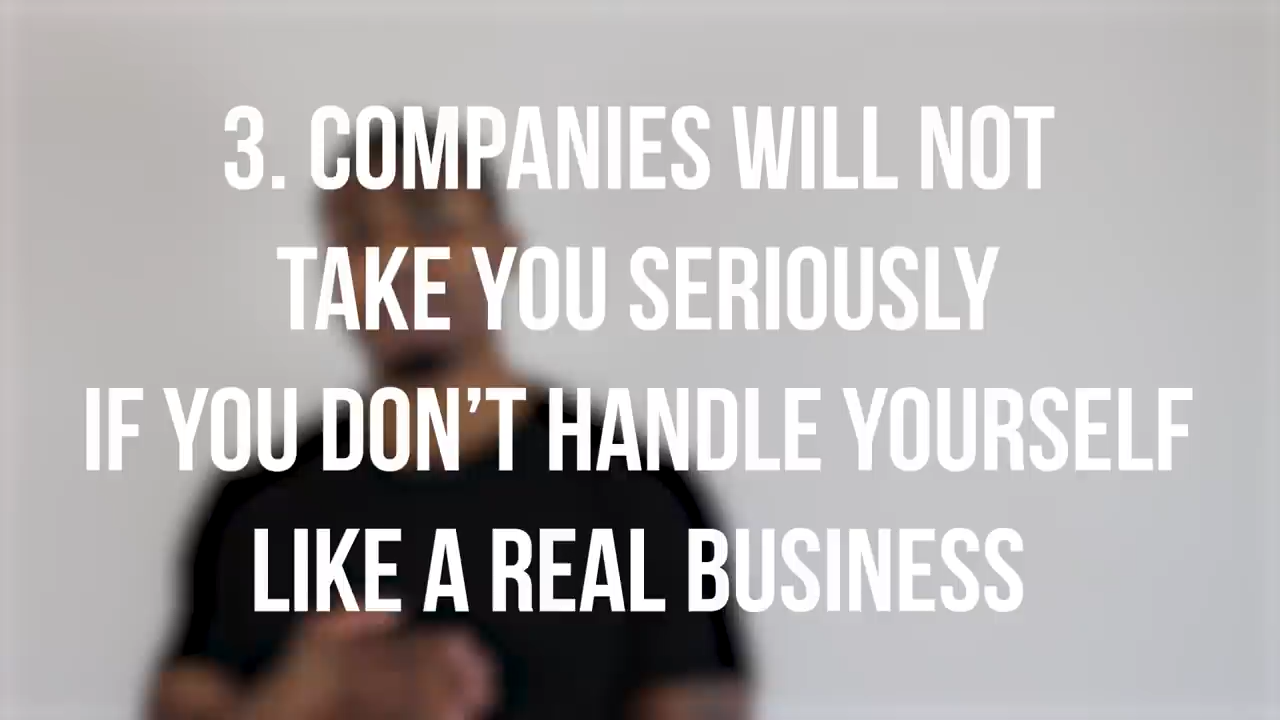 3. COMPANIES WILL NOT
TAKE YOU SERIOUSLY
IF YOU DON’T HANDLE YOURSELF
LIKE A REAL BUSINESS